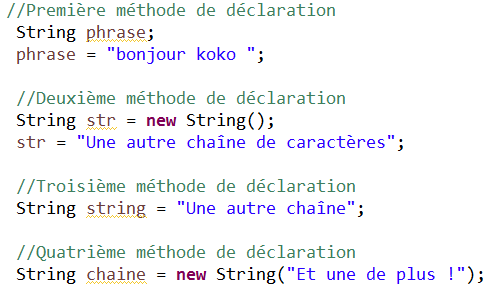 //Première méthode de déclaration
String phrase;
phrase = "bonjour koko ";
//Deuxième méthode de déclaration
String str = new String();
str = "Une autre chaîne de caractères";
//Troisième méthode de déclaration
String string = "Une autre chaîne";
//Quatrième méthode de déclaration
String chaine = new String("Et une de plus !");